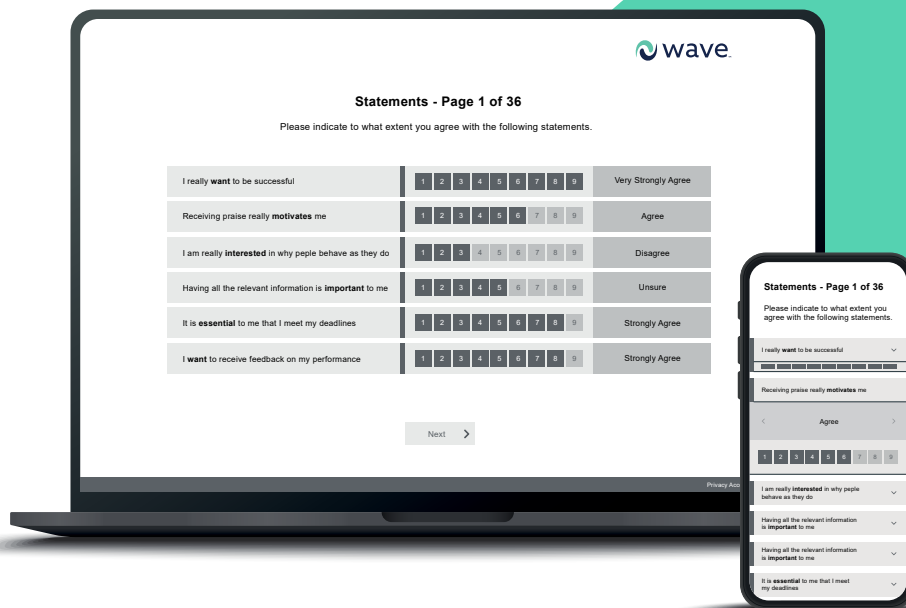 wave
Statements - Page 1 of 36
Please indicate to what extent you agree with the following statements.
I really want to be successful 1 2 3 4 5 6 7 8 9 Very Strongly Agree
Receiving praise really motivates me 1 2 3 4 5 6 7 8 9 Agree
I am really interested in why peple behave as they do 1 2 3 4 5 6 7 8 9 Disagree
Having all the relevant information is important to me 1 2 3 4 5 6 7 8 9 Unsure
It is essential to me that I meet my deadlines 1 2 3 4 5 6 7 8 9 Strongly Agree
I want to receive feedback on my performance 1 2 3 4 5 6 7 8 9 Strongly Agree
Next
Privacy
Statements - Page 1 of 36
Please indicate to what extent you
agree with the following statements.
I really want to be successful
Receiving praise really motivates me
Agree
1 2 3 4 5 6 7 8 9
I am really interested in why peple
behave as they do
Having all the relevant information
is important to me
Having all the relevant information
is important to me
It is essential to me that I meet
my deadlines